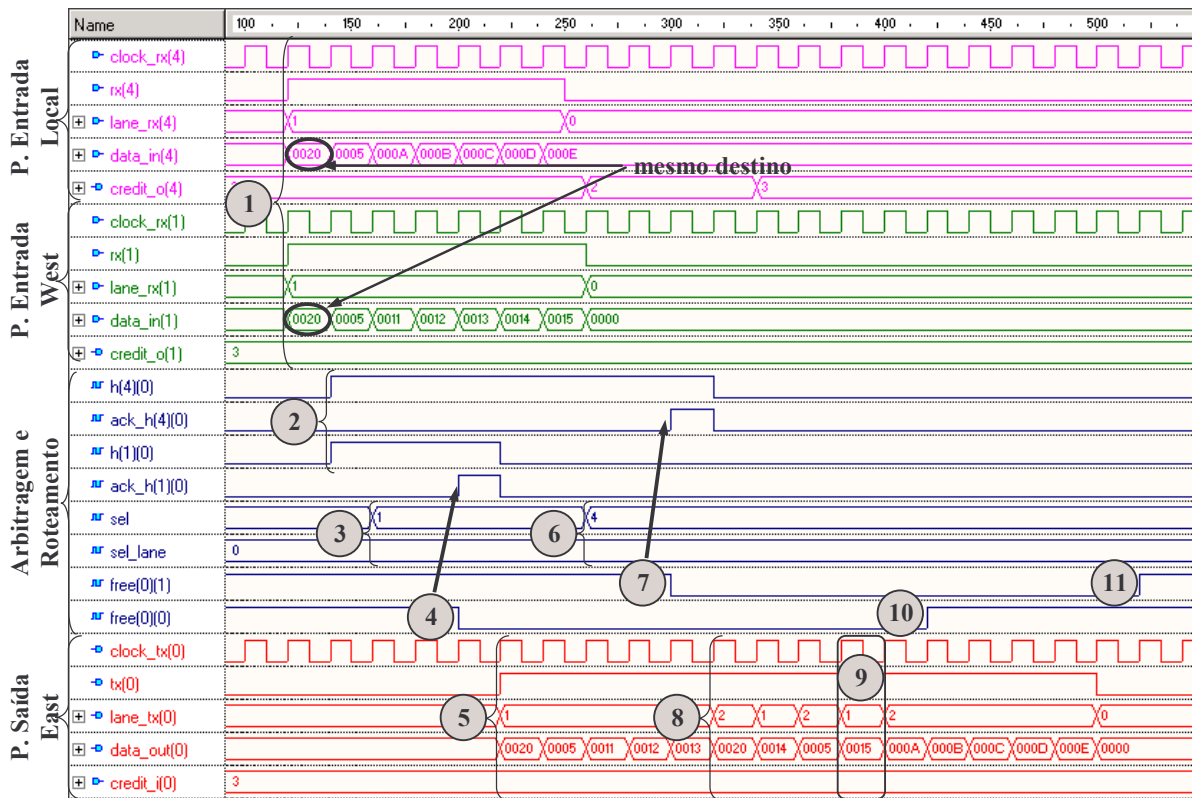 Name 100 150 200 250 300 350 400 450 500
P. Entrada Local
clock_rx(4)
rx(4)
lane_rx(4) 1 0
data_in(4) 0020 0005 000A 000B 000C 000D 000E
mesmo destino
credit_o(4) 2 3
1
P. Entrada West
clock_rx(1)
rx(1)
lane_rx(1) 1 0
data_in(1) 0020 0005 0011 0012 0013 0014 0015 0000
credit_o(1) 3
Arbitragem e Roteamento
h(4)(0)
ack_h(4)(0)
2
h(1)(0)
ack_h(1)(0)
sel 1 4
3 6
sel_lane 0
free(0)(1)
7 11
free(0)(0)
4 10
P. Saída East
clock_tx(0)
tx(0)
9
lane_tx(0) 1 2 1 2 1 2 0
5 8
data_out(0) 0020 0005 0011 0012 0013 0020 0014 0005 0015 000A 000B 000C 000D 000E 0000
credit_i(0) 3